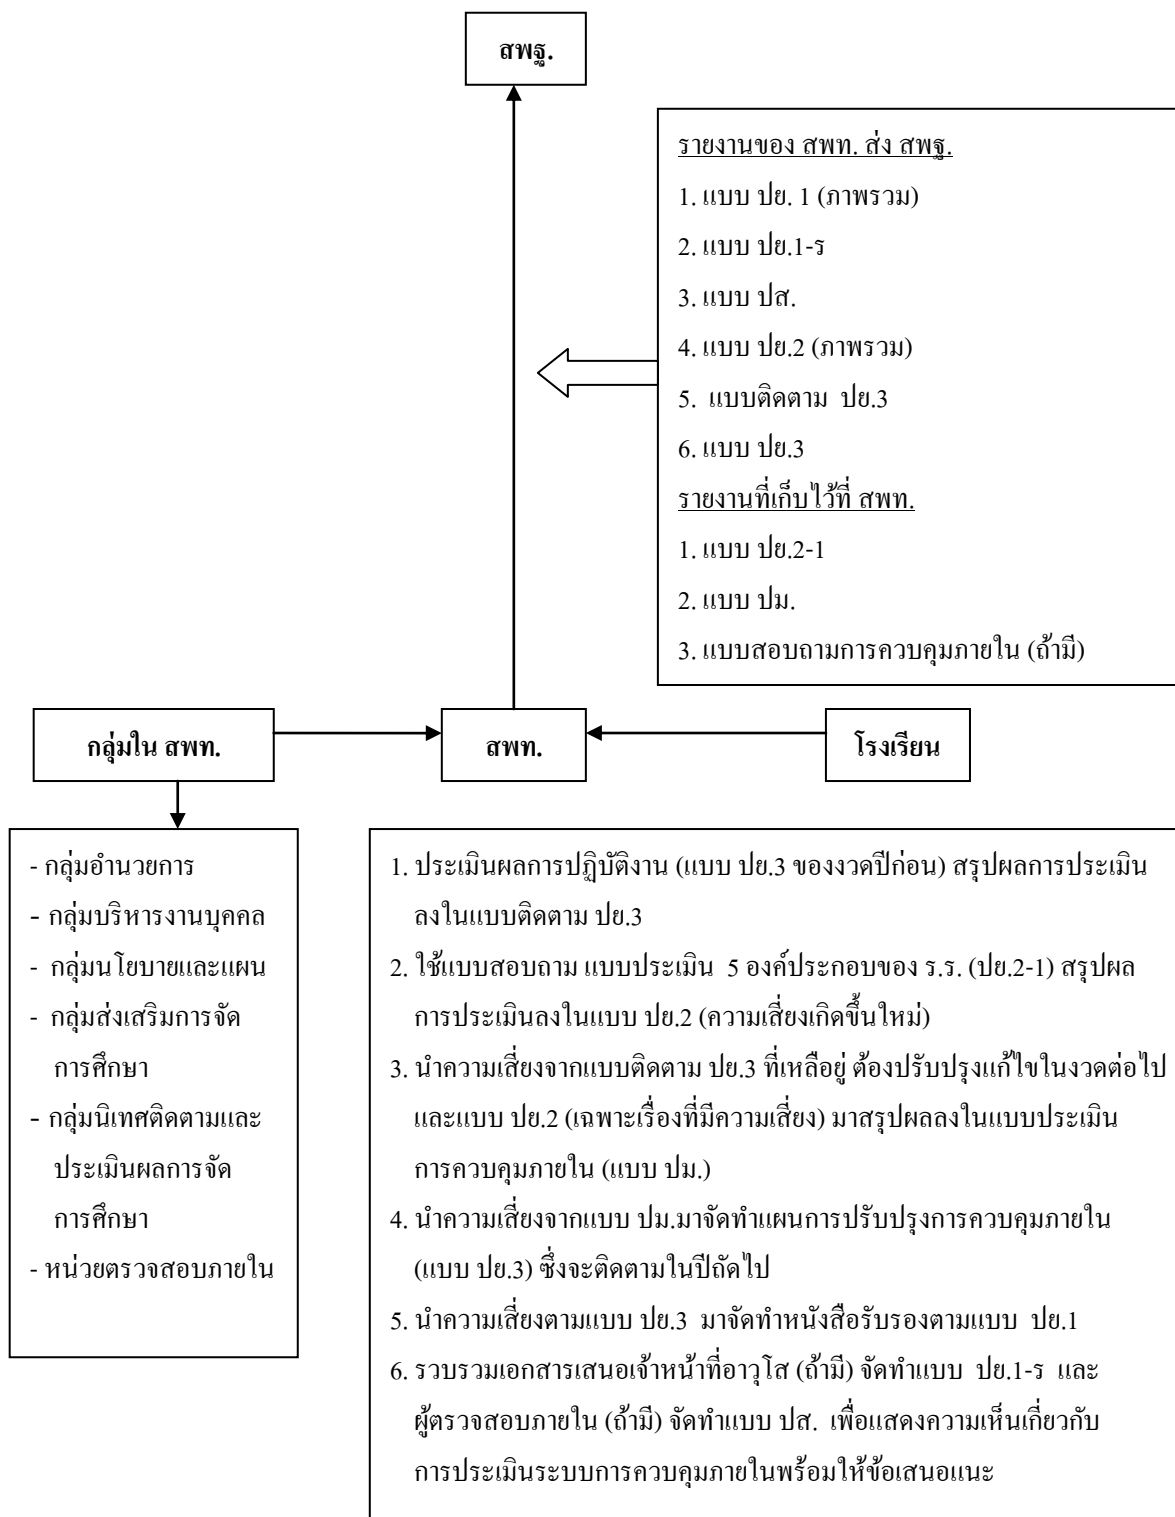 สพฐ.
รายงานของ สพท. ส่ง สพฐ.
1. แบบ ปย. 1 (ภาพรวม)
2. แบบ ปย.1-ร
3. แบบ ปส.
4. แบบ ปย.2 (ภาพรวม)
5. แบบติดตาม ปย.3
6. แบบ ปย.3
รายงานที่เก็บไว้ที่ สพท.
1. แบบ ปย.2-1
2. แบบ ปม.
3. แบบสอบถามการควบคุมภายใน (ถ้ามี)
กลุ่มใน สพท.
สพท.
โรงเรียน
- กลุ่มอำนวยการ
- กลุ่มบริหารงานบุคคล
- กลุ่มนโยบายและแผน
- กลุ่มส่งเสริมการจัด
การศึกษา
- กลุ่มนิเทศติดตามและ
ประเมินผลการจัด
การศึกษา
- หน่วยตรวจสอบภายใน
1. ประเมินผลการปฏิบัติงาน (แบบ ปย.3 ของงวดปีก่อน) สรุปผลการประเมิน
ลงในแบบติดตาม ปย.3
2. ใช้แบบสอบถาม แบบประเมิน 5 องค์ประกอบของ ร.ร. (ปย.2-1) สรุปผล
การประเมินลงในแบบ ปย.2 (ความเสี่ยงเกิดขึ้นใหม่)
3. นำความเสี่ยงจากแบบติดตาม ปย.3 ที่เหลืออยู่ ต้องปรับปรุงแก้ไขในงวดต่อไป
และแบบ ปย.2 (เฉพาะเรื่องที่มีความเสี่ยง) มาสรุปผลลงในแบบประเมิน
การควบคุมภายใน (แบบ ปม.)
4. นำความเสี่ยงจากแบบ ปม.มาจัดทำแผนการปรับปรุงการควบคุมภายใน
(แบบ ปย.3) ซึ่งจะติดตามในปีถัดไป
5. นำความเสี่ยงตามแบบ ปย.3 มาจัดทำหนังสือรับรองตามแบบ ปย.1
6. รวบรวมเอกสารเสนอเจ้าหน้าที่อาวุโส (ถ้ามี) จัดทำแบบ ปย.1-ร และ
ผู้ตรวจสอบภายใน (ถ้ามี) จัดทำแบบ ปส. เพื่อแสดงความเห็นเกี่ยวกับ
การประเมินระบบการควบคุมภายในพร้อมให้ข้อเสนอแนะ